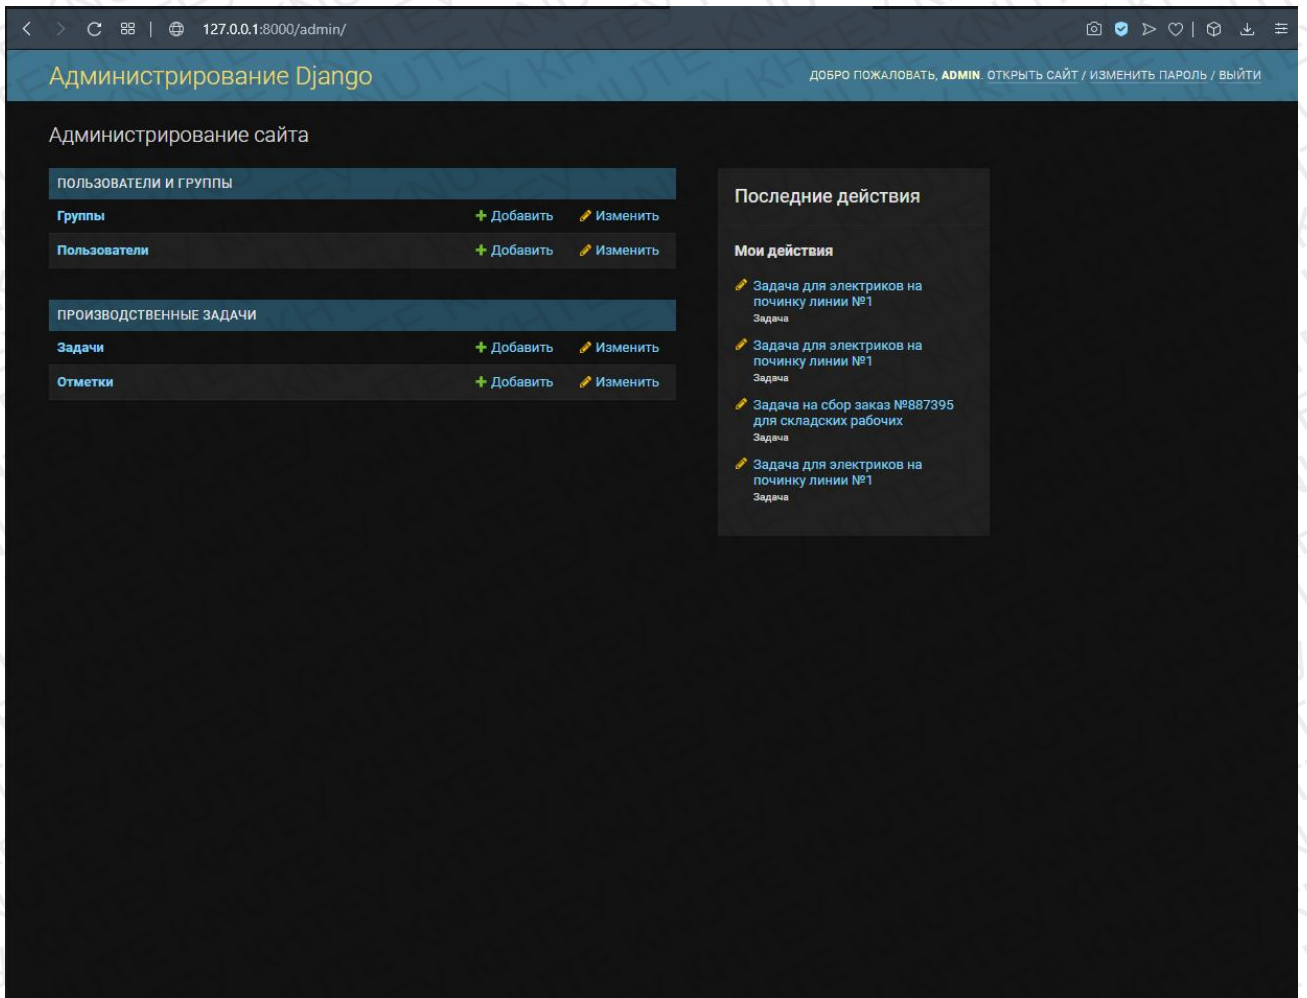 127.0.0.1:8000/admin/
Администрирование Django
ДОБРО ПОЖАЛОВАТЬ, ADMIN. ОТКРЫТЬ САЙТ / ИЗМЕНИТЬ ПАРОЛЬ / ВЫЙТИ
Администрирование сайта
ПОЛЬЗОВАТЕЛИ И ГРУППЫ
Группы Добавить Изменить
Пользователи Добавить Изменить
ПРОИЗВОДСТВЕННЫЕ ЗАДАЧИ
Задачи Добавить Изменить
Отметки Добавить Изменить
Последние действия
Мои действия
Задача для электриков на
починку линии №1
Задача
Задача для электриков на
починку линии №1
Задача
Задача на сбор заказ №887395
для складских рабочих
Задача
Задача для электриков на
починку линии №1
Задача